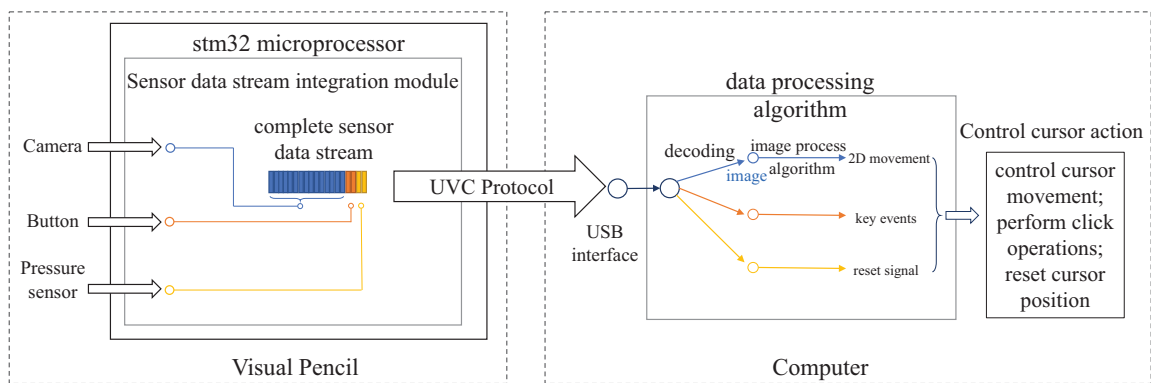 stm32 microprocessor
Sensor data stream integration module
complete sensor
data stream
Camera
Button
Pressure
sensor
Visual Pencil
UVC Protocol
USB
interface
data processing
algorithm
decoding
image
image process
algorithm
2D movement
key events
reset signal
Control cursor action
control cursor
movement;
perform click
operations;
reset cursor
position
Computer